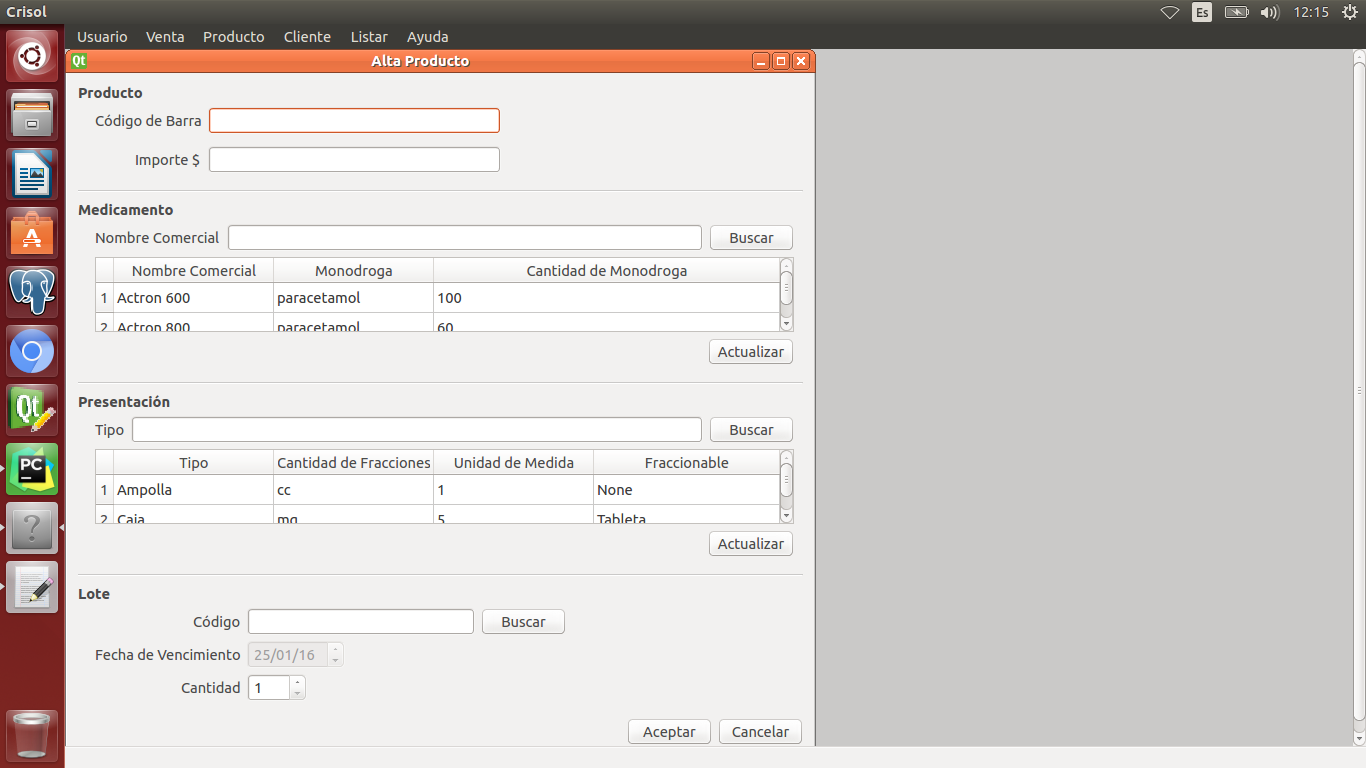 Crisol Es 12:15
Usuario Venta Producto Cliente Listar Ayuda
Qt Alta Producto
Producto
Código de Barra
Importe $
Medicamento
Nombre Comercial Buscar
Nombre Comercial Monodroga Cantidad de Monodroga
1 Actron 600 paracetamol 100
2 Actron 800 paracetamol 60
Actualizar
Presentación
Tipo Buscar
Tipo Cantidad de Fracciones Unidad de Medida Fraccionable
1 Ampolla cc 1 None
2 Caja mg 5 Tableta
Actualizar
Lote
Código Buscar
Fecha de Vencimiento 25/01/16
Cantidad 1
Aceptar Cancelar
A
Qt
PC
?